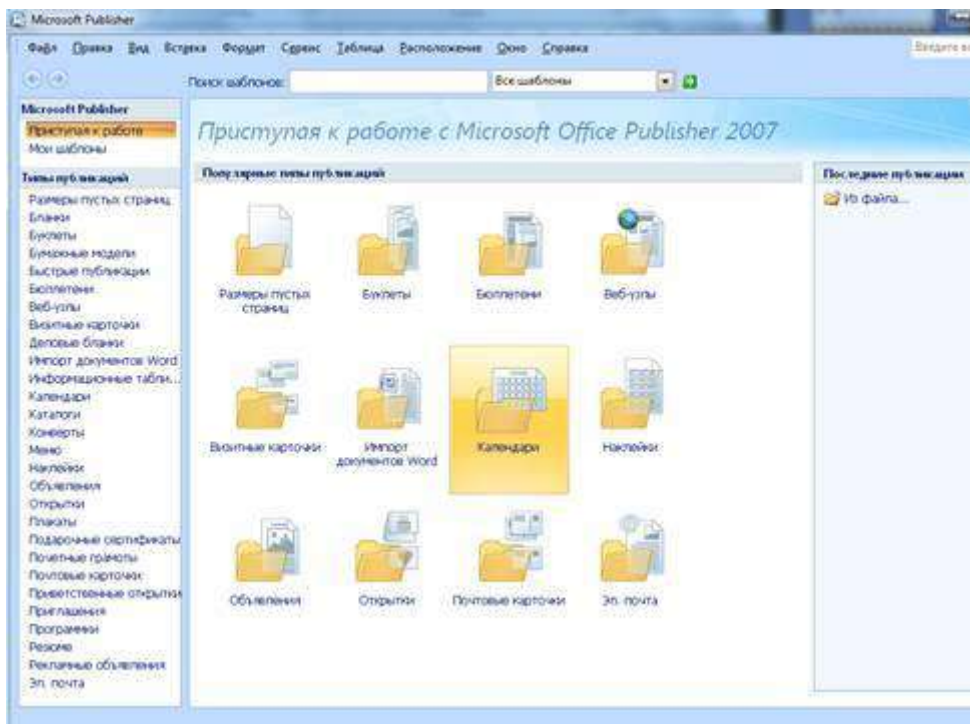 Microsoft Publisher
Файл Правка Вид Вставка Формат Сервис Таблица Расположение Окно Справка
Введите
Поиск шаблонов: Все шаблоны
Microsoft Publisher
Приступая к работе
Мои шаблоны
Типы публикаций
Размеры пустых страниц
Бланки
Буклеты
Бумажные модели
Быстрые публикации
Бюллетени
Веб-узлы
Визитные карточки
Деловые бланки
Импорт документов Word
Информационные табли...
Календари
Каталоги
Конверты
Меню
Наклейки
Объявления
Открытки
Плакаты
Подарочные сертификаты
Почетные грамоты
Почтовые карточки
Приветственные открытки
Приглашения
Программки
Резюме
Рекламные объявления
Эл. почта
Приступая к работе с Microsoft Office Publisher 2007
Популярные типы публикаций
Размеры пустых
страниц
Буклеты
Бюллетени
Веб-узлы
Визитные карточки
Импорт
документов Word
Календари
Наклейки
Объявления
Открытки
Почтовые карточки
Эл. почта
Последние публикации
Из файла...